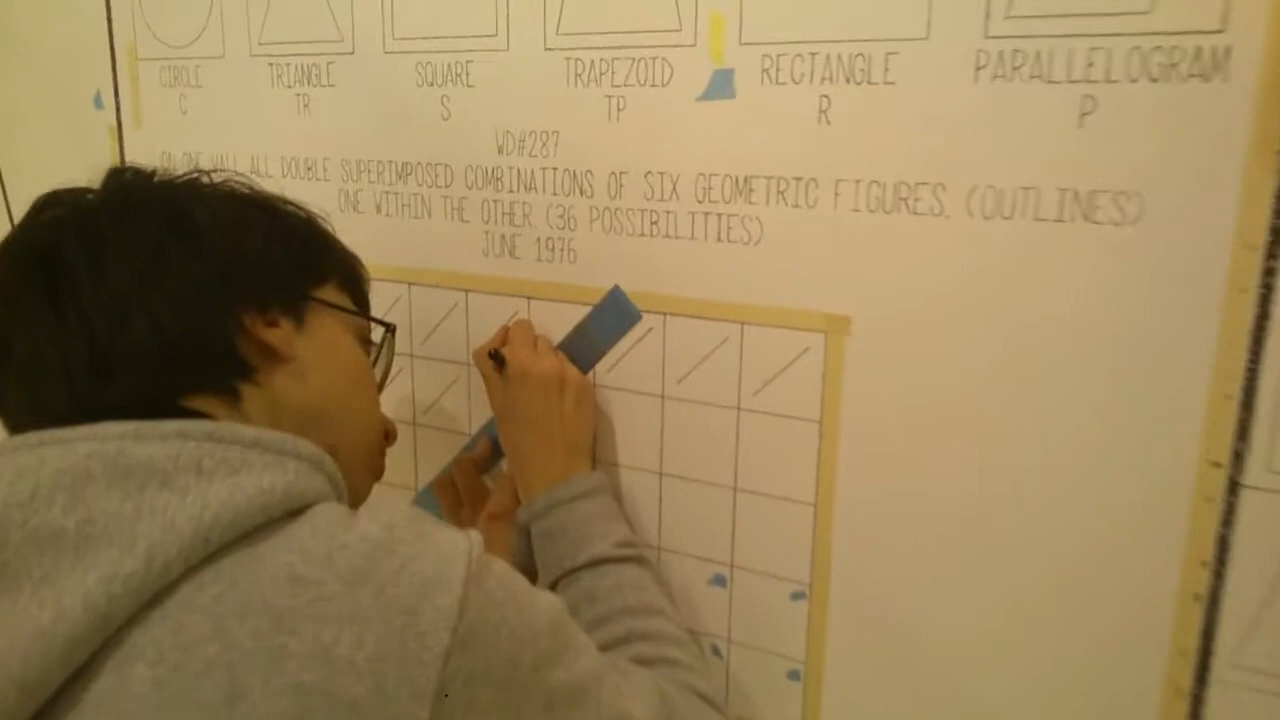 CIRCLE TRIANGLE SQUARE TRAPEZOID RECTANGLE PARALLELOGRAM
C TR S TP R P
WD#287
ON ONE WALL ALL DOUBLE SUPERIMPOSED COMBINATIONS OF SIX GEOMETRIC FIGURES. (OUTLINES)
ONE WITHIN THE OTHER. (36 POSSIBILITIES)
JUNE 1976